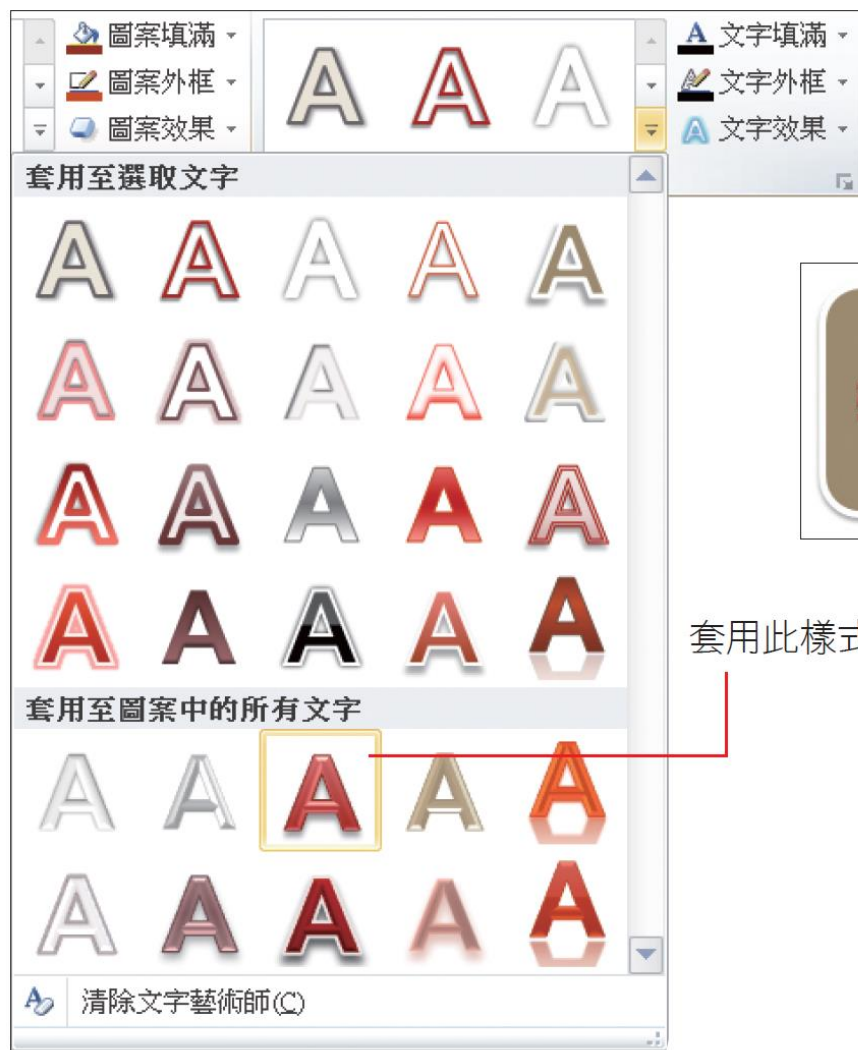 圖案填滿
圖案外框
圖案效果
文字填滿
文字外框
文字效果
套用至選取文字
套用此樣式
套用至圖案中的所有文字
清除文字藝術師(C)